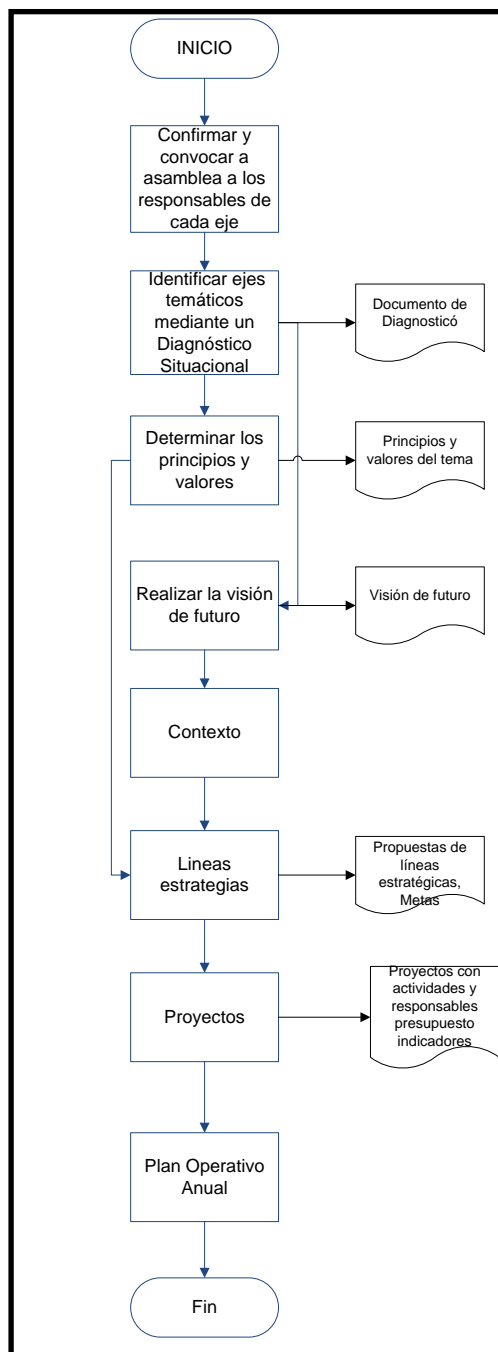 INICIO
Confirmar y
convocar a
asamblea a los
responsables de
cada eje
Identificar ejes
temáticos
mediante un
Diagnóstico
Situacional
Documento de
Diagnosticó
Determinar los
principios y
valores
Principios y
valores del tema
Realizar la visión
de futuro
Visión de futuro
Contexto
Lineas
estrategias
Propuestas de
líneas
estratégicas,
Metas
Proyectos
Proyectos con
actividades y
responsables
presupuesto
indicadores
Plan Operativo
Anual
Fin